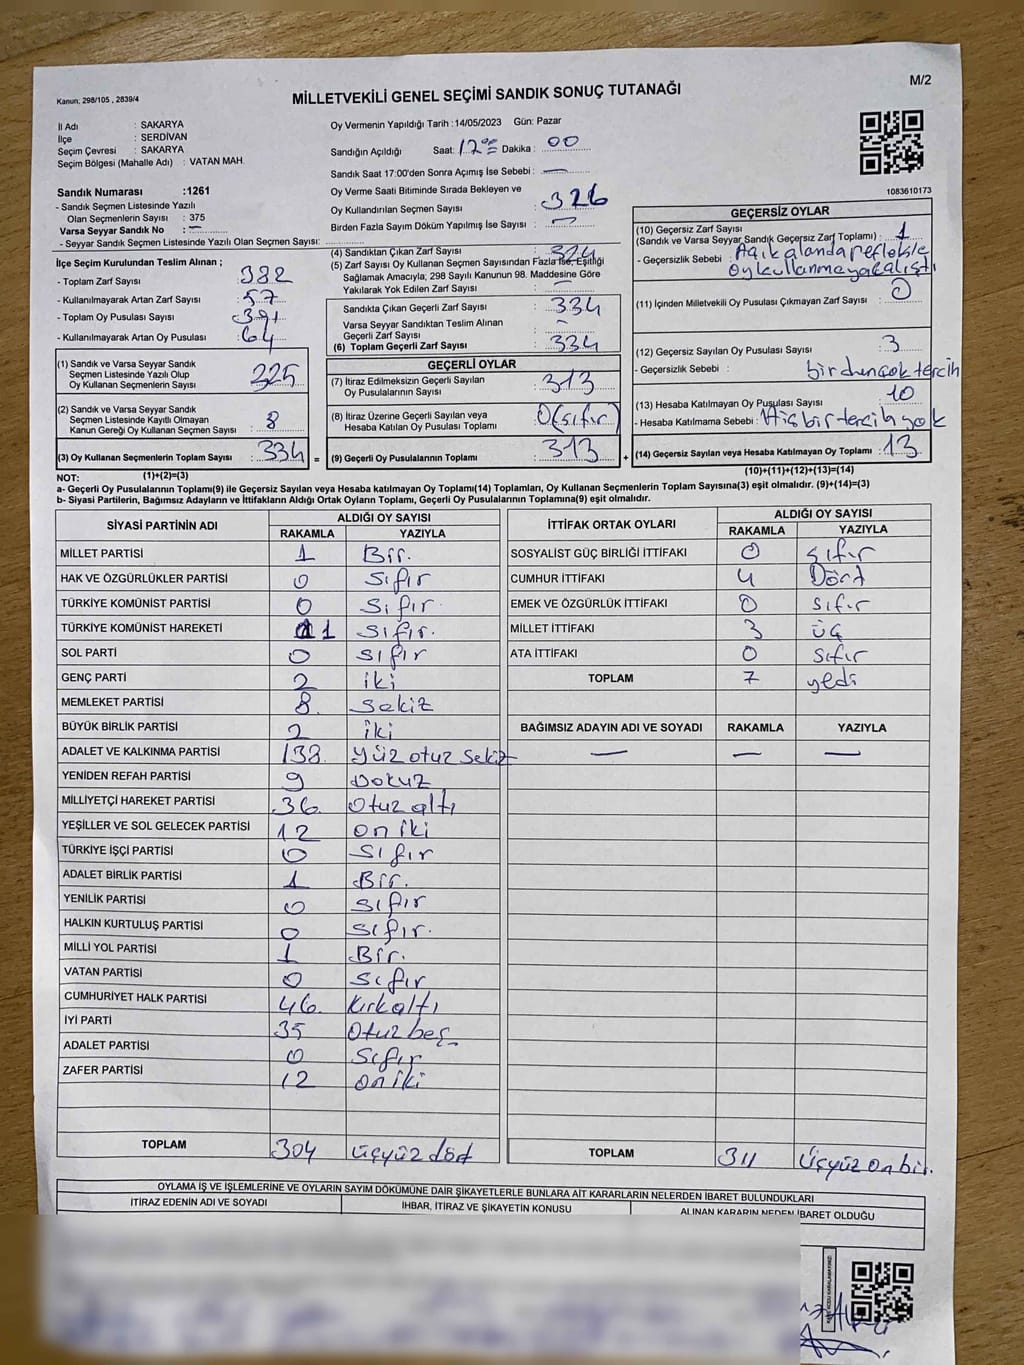 Kanun; 298/105 , 2839/4
M/2
MİLLETVEKİLİ GENEL SEÇİMİ SANDIK SONUÇ TUTANAĞI
İl Adı : SAKARYA
İlçe : SERDİVAN
Seçim Çevresi : SAKARYA
Seçim Bölgesi (Mahalle Adı) : VATAN MAH.
Sandık Numarası :1261
- Sandık Seçmen Listesinde Yazılı
Olan Seçmenlerin Sayısı : 375
Varsa Seyyar Sandık No : —
- Seyyar Sandık Seçmen Listesinde Yazılı Olan Seçmen Sayısı:
Oy Vermenin Yapıldığı Tarih :14/05/2023 Gün: Pazar
Sandığın Açıldığı Saat: Dakika : 00
Sandık Saat 17:00'den Sonra Açımış İse Sebebi : —
Oy Verme Saati Bitiminde Sırada Bekleyen ve
Oy Kullandırılan Seçmen Sayısı : 326
Birden Fazla Sayım Döküm Yapılmış İse Sayısı : —
1083610173
İlçe Seçim Kurulundan Teslim Alınan ;
- Toplam Zarf Sayısı : 382
- Kullanılmayarak Artan Zarf Sayısı : 57
- Toplam Oy Pusulası Sayısı : 391
- Kullanılmayarak Artan Oy Pusulası : 64
(1) Sandık ve Varsa Seyyar Sandık
Seçmen Listesinde Yazılı Olup
Oy Kullanan Seçmenlerin Sayısı : 225
(2) Sandık ve Varsa Seyyar Sandık
Seçmen Listesinde Kayıtlı Olmayan
Kanun Gereği Oy Kullanan Seçmen Sayısı : 8
(3) Oy Kullanan Seçmenlerin Toplam Sayısı : 334 =
(1)+(2)=(3)
(4) Sandıktan Çıkan Zarf Sayısı : 324
(5) Zarf Sayısı Oy Kullanan Seçmen Sayısından Fazla İse, Eşitliği
Sağlamak Amacıyla; 298 Sayılı Kanunun 98. Maddesine Göre
Yakılarak Yok Edilen Zarf Sayısı : —
Sandıkta Çıkan Geçerli Zarf Sayısı : 334
Varsa Seyyar Sandıktan Teslim Alınan
Geçerli Zarf Sayısı : —
(6) Toplam Geçerli Zarf Sayısı : 334
GEÇERLİ OYLAR
(7) İtiraz Edilmeksizin Geçerli Sayılan
Oy Pusulalarının Sayısı : 313
(8) İtiraz Üzerine Geçerli Sayılan veya
Hesaba Katılan Oy Pusulası Toplamı : 0(sıfır)
(9) Geçerli Oy Pusulalarının Toplamı : 313 +
GEÇERSİZ OYLAR
(10) Geçersiz Zarf Sayısı
(Sandık ve Varsa Seyyar Sandık Geçersiz Zarf Toplamı) : 1
- Geçersizlik Sebebi : Açık alanda
Oy kullanmaya çalıştı
(11) İçinden Milletvekili Oy Pusulası Çıkmayan Zarf Sayısı : 0
(12) Geçersiz Sayılan Oy Pusulası Sayısı : 3
- Geçersizlik Sebebi : birden çok tercih
(13) Hesaba Katılmayan Oy Pusulası Sayısı : 10
- Hesaba Katılmama Sebebi : Hiç bir tercih yok
(14) Geçersiz Sayılan veya Hesaba Katılmayan Oy Toplamı : 13
(10)+(11)+(12)+(13)=(14)
NOT:
a- Geçerli Oy Pusulalarının Toplamı(9) ile Geçersiz Sayılan veya Hesaba katılmayan Oy Toplamı(14) Toplamları, Oy Kullanan Seçmenlerin Toplam Sayısına(3) eşit olmalıdır. (9)+(14)=(3)
b- Siyasi Partilerin, Bağımsız Adayların ve İttifakların Aldığı Ortak Oyların Toplamı, Geçerli Oy Pusulalarının Toplamına(9) eşit olmalıdır.
SİYASİ PARTİNİN ADI ALDIĞI OY SAYISI
RAKAMLA YAZIYLA
MİLLET PARTİSİ 1 Bir.
HAK VE ÖZGÜRLÜKLER PARTİSİ 0 Sıfır
TÜRKİYE KOMÜNİST PARTİSİ 0 Sıfır.
TÜRKİYE KOMÜNİST HAREKETİ 1 Sıfır.
SOL PARTİ 0 Sıfır
GENÇ PARTİ 2 iki
MEMLEKET PARTİSİ 8. Sekiz
BÜYÜK BİRLİK PARTİSİ 2 iki
ADALET VE KALKINMA PARTİSİ 138. Yüz otuz sekiz
YENİDEN REFAH PARTİSİ 9 Dokuz
MİLLİYETÇİ HAREKET PARTİSİ 36. Otuz altı
YEŞİLLER VE SOL GELECEK PARTİSİ 12 on iki
TÜRKİYE İŞÇİ PARTİSİ 0 Sıfır
ADALET BİRLİK PARTİSİ 1 Bir.
YENİLİK PARTİSİ 0 Sıfır
HALKIN KURTULUŞ PARTİSİ 0 Sıfır.
MİLLİ YOL PARTİSİ 1 Bir.
VATAN PARTİSİ 0 Sıfır
CUMHURİYET HALK PARTİSİ 46. Kırk altı
İYİ PARTİ 35 Otuz beş
ADALET PARTİSİ 0 Sıfır
ZAFER PARTİSİ 12 on iki
TOPLAM 304 üçyüz dört
İTTİFAK ORTAK OYLARI ALDIĞI OY SAYISI
RAKAMLA YAZIYLA
SOSYALİST GÜÇ BİRLİĞİ İTTİFAKI 0 sıfır
CUMHUR İTTİFAKI 4 Dört
EMEK VE ÖZGÜRLÜK İTTİFAKI 0 sıfır
MİLLET İTTİFAKI 3 üç
ATA İTTİFAKI 0 sıfır
TOPLAM 7 yedi
BAĞIMSIZ ADAYIN ADI VE SOYADI RAKAMLA YAZIYLA
— — —
TOPLAM 311 Üçyüz on bir.
OYLAMA İŞ VE İŞLEMLERİNE VE OYLARIN SAYIM DÖKÜMÜNE DAİR ŞİKAYETLERLE BUNLARA AİT KARARLARIN NELERDEN İBARET BULUNDUKLARI
İTİRAZ EDENİN ADI VE SOYADI İHBAR, İTİRAZ VE ŞİKAYETİN KONUSU ALINAN KARARIN NEDEN İBARET OLDUĞU